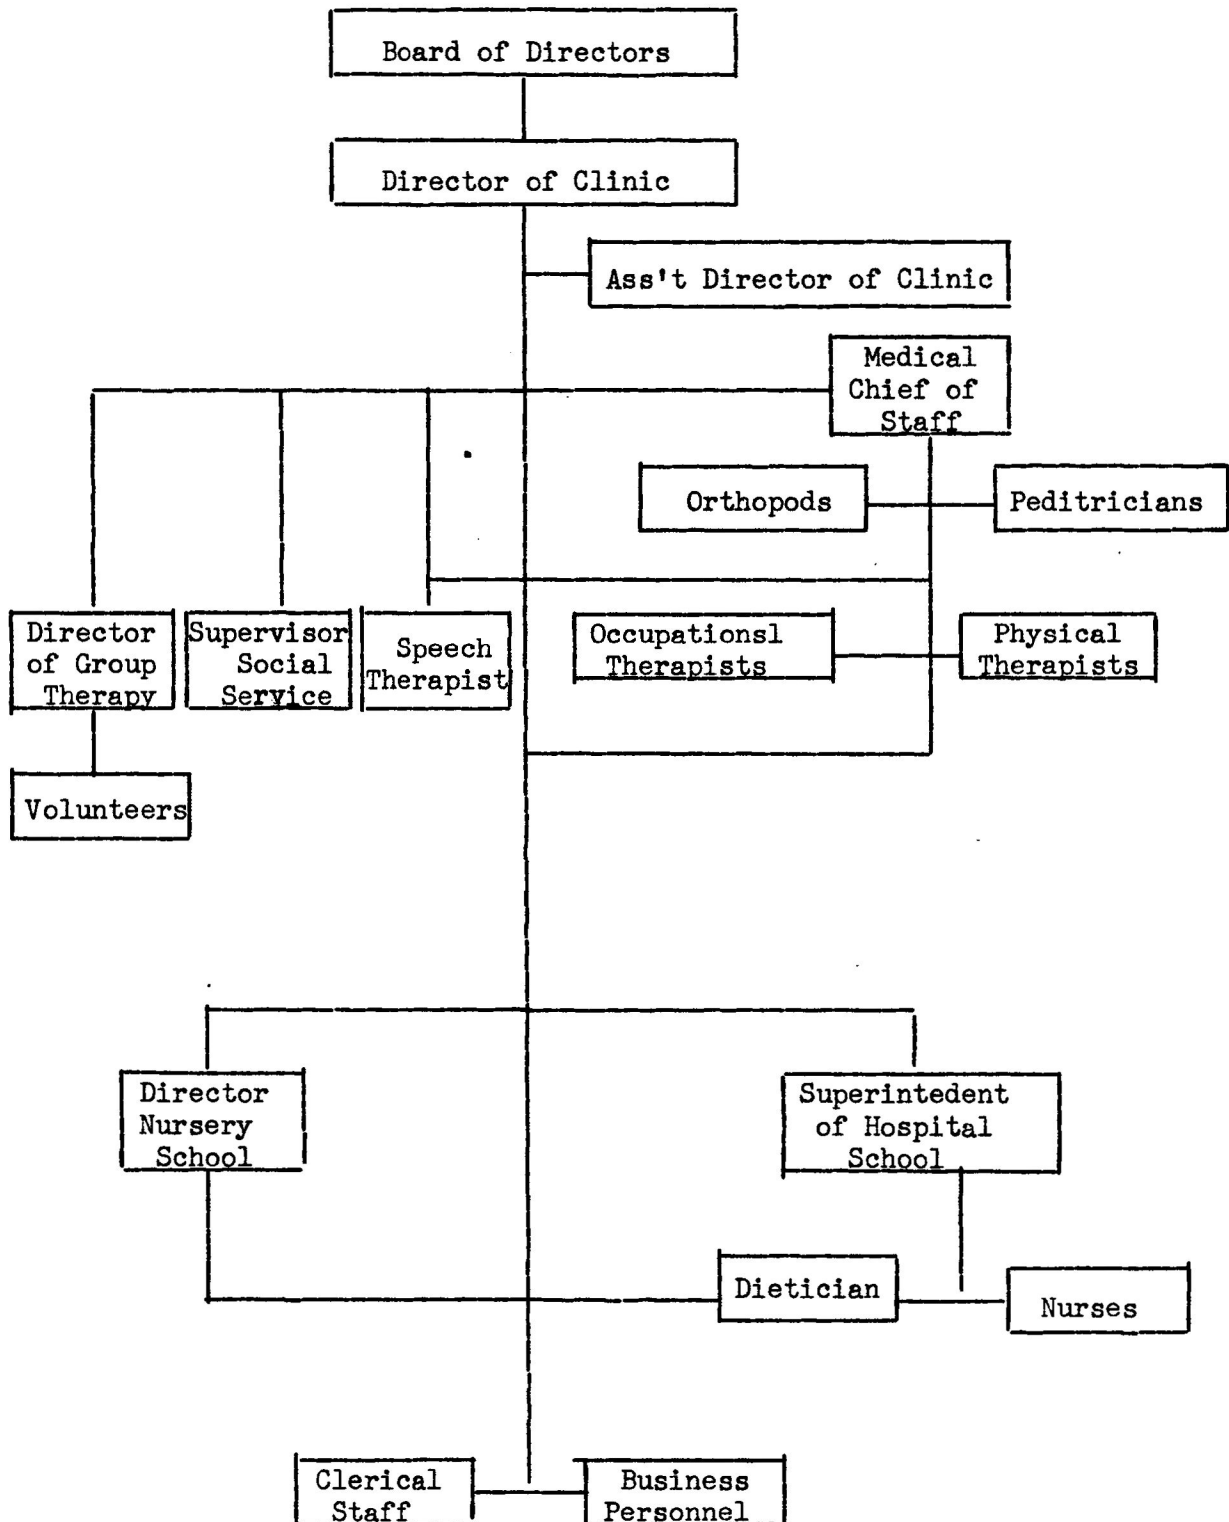 Board of Directors
Director of Clinic
Ass't Director of Clinic
Medical
Chief of
Staff
Orthopods
Peditricians
Director
of Group
Therapy
Supervisor
Social
Service
Speech
Therapist
Occupationsl
Therapists
Physical
Therapists
Volunteers
Director
Nursery
School
Superintedent
of Hospital
School
Dietician
Nurses
Clerical
Staff
Business
Personnel